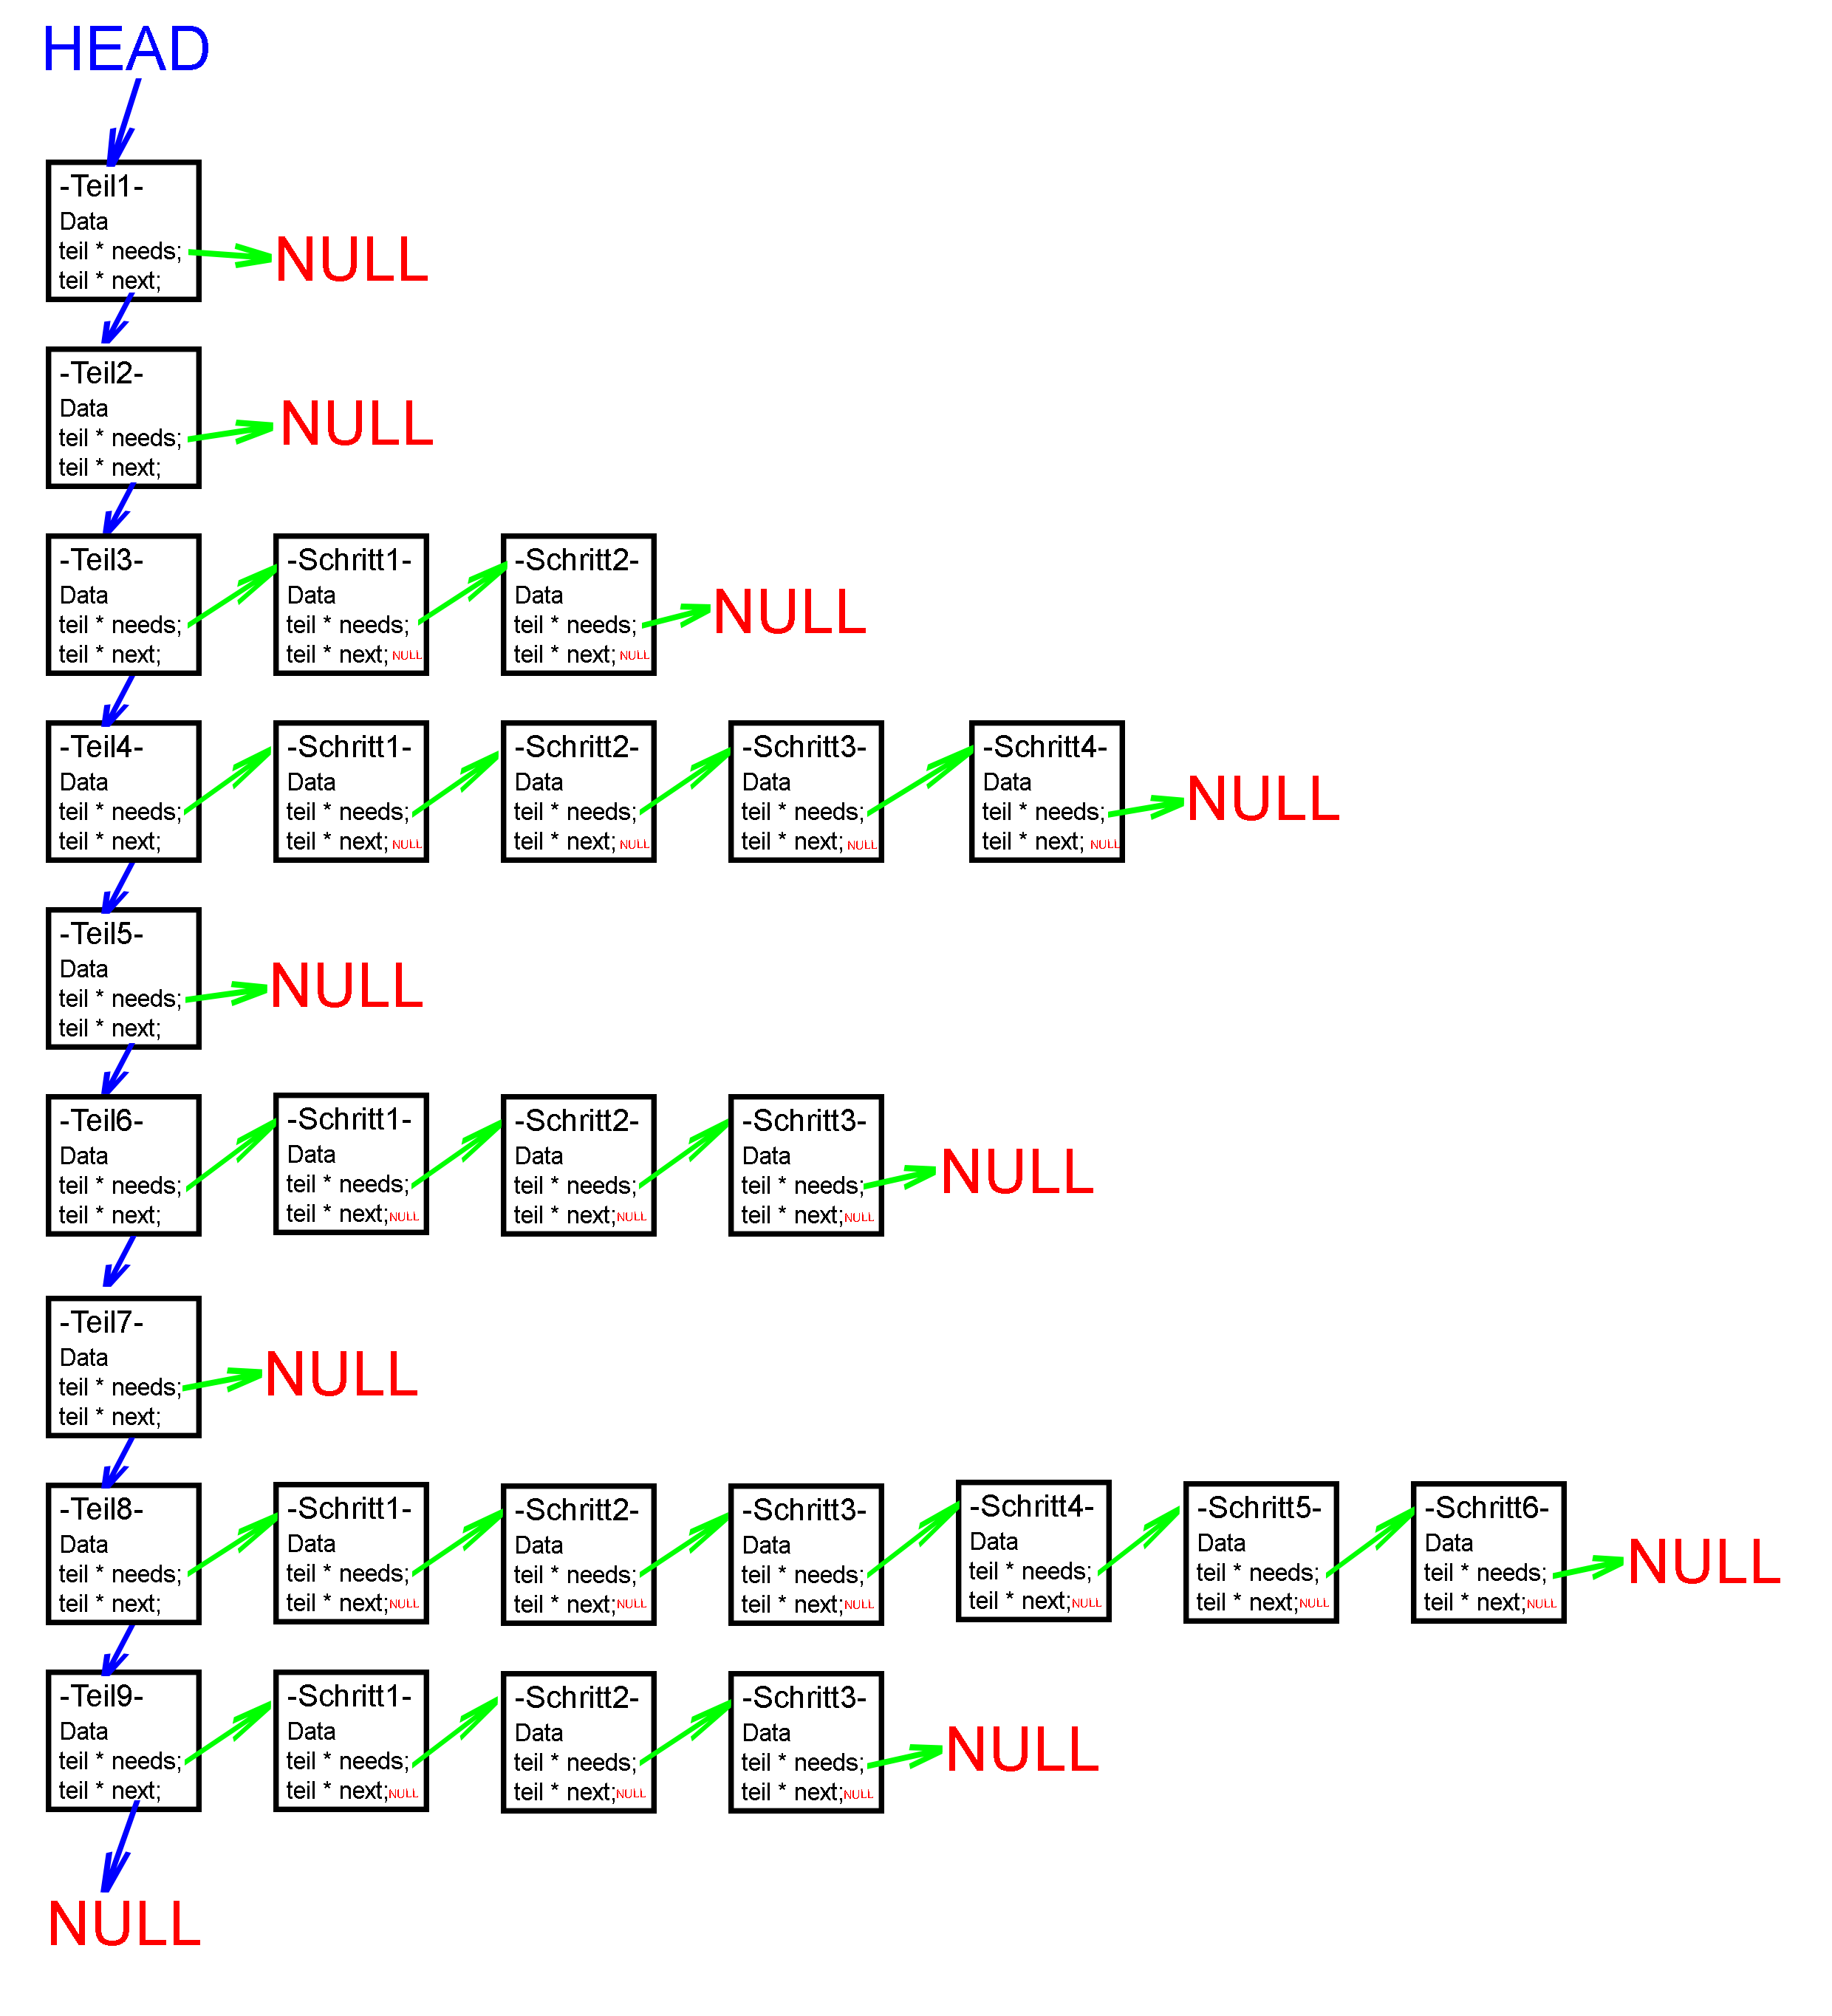 HEAD
-Teil1-
Data
teil * needs;
teil * next;
NULL
-Teil2-
Data
teil * needs;
teil * next;
NULL
-Teil3-
Data
teil * needs;
teil * next;
-Schritt1-
Data
teil * needs;
teil * next; NULL
-Schritt2-
Data
teil * needs;
teil * next; NULL
NULL
-Teil4-
Data
teil * needs;
teil * next;
-Schritt1-
Data
teil * needs;
teil * next; NULL
-Schritt2-
Data
teil * needs;
teil * next; NULL
-Schritt3-
Data
teil * needs;
teil * next; NULL
-Schritt4-
Data
teil * needs;
teil * next; NULL
NULL
-Teil5-
Data
teil * needs;
teil * next;
NULL
-Teil6-
Data
teil * needs;
teil * next;
-Schritt1-
Data
teil * needs;
teil * next; NULL
-Schritt2-
Data
teil * needs;
teil * next; NULL
-Schritt3-
Data
teil * needs;
teil * next; NULL
NULL
-Teil7-
Data
teil * needs;
teil * next;
NULL
-Teil8-
Data
teil * needs;
teil * next;
-Schritt1-
Data
teil * needs;
teil * next; NULL
-Schritt2-
Data
teil * needs;
teil * next; NULL
-Schritt3-
Data
teil * needs;
teil * next; NULL
-Schritt4-
Data
teil * needs;
teil * next; NULL
-Schritt5-
Data
teil * needs;
teil * next; NULL
-Schritt6-
Data
teil * needs;
teil * next; NULL
NULL
-Teil9-
Data
teil * needs;
teil * next;
-Schritt1-
Data
teil * needs;
teil * next; NULL
-Schritt2-
Data
teil * needs;
teil * next; NULL
-Schritt3-
Data
teil * needs;
teil * next; NULL
NULL
NULL